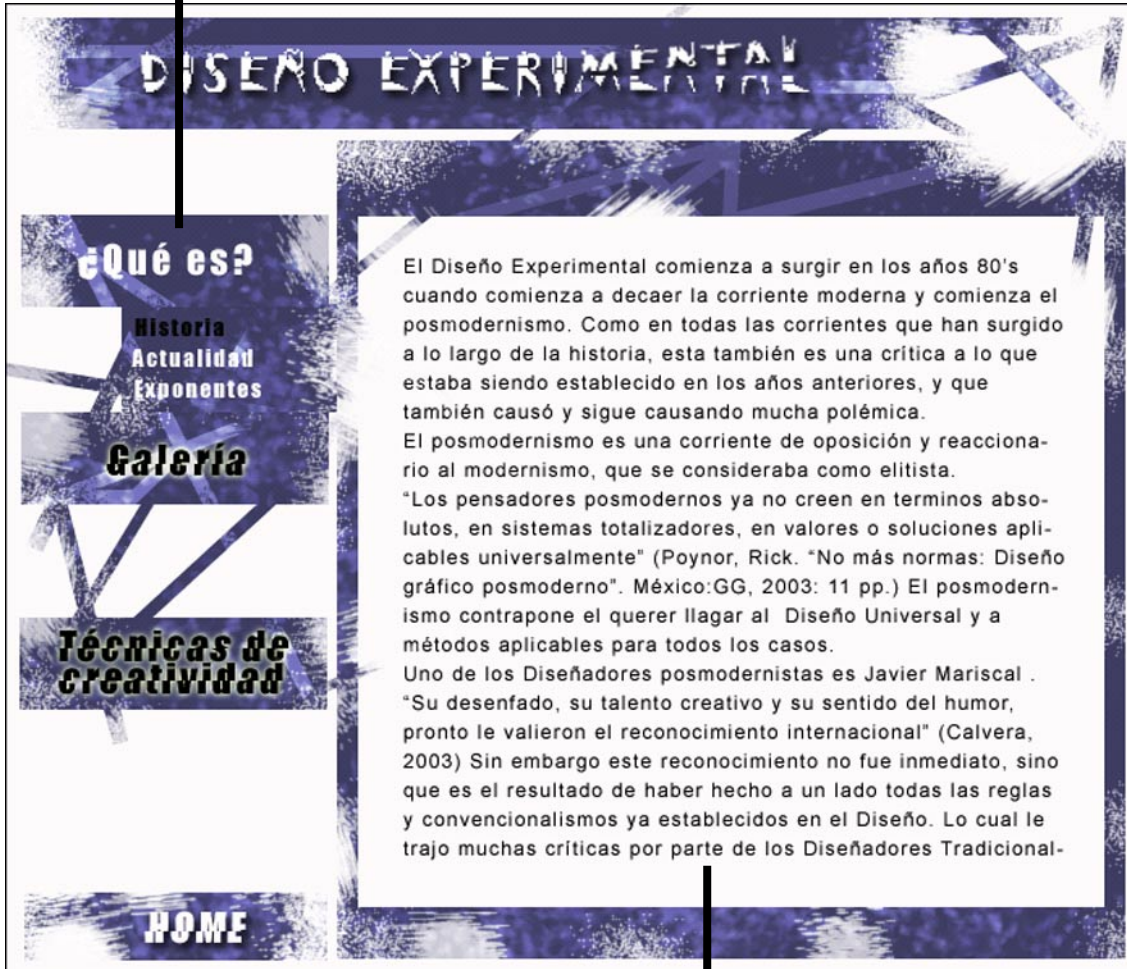 DISEÑO EXPERIMENTAL
¿Qué es?
Historia
Actualidad
Exponentes
Galería
Técnicas de
creatividad
HOME
El Diseño Experimental comienza a surgir en los años 80's
cuando comienza a decaer la corriente moderna y comienza el
posmodernismo. Como en todas las corrientes que han surgido
a lo largo de la historia, esta también es una crítica a lo que
estaba siendo establecido en los años anteriores, y que
también causó y sigue causando mucha polémica.
El posmodernismo es una corriente de oposición y reacciona-
rio al modernismo, que se consideraba como elitista.
“Los pensadores posmodernos ya no creen en terminos abso-
lutos, en sistemas totalizadores, en valores o soluciones apli-
cables universalmente” (Poynor, Rick. “No más normas: Diseño
gráfico posmoderno”. México:GG, 2003: 11 pp.) El posmodern-
ismo contrapone el querer llagar al  Diseño Universal y a
métodos aplicables para todos los casos.
Uno de los Diseñadores posmodernistas es Javier Mariscal .
“Su desenfado, su talento creativo y su sentido del humor,
pronto le valieron el reconocimiento internacional” (Calvera,
2003) Sin embargo este reconocimiento no fue inmediato, sino
que es el resultado de haber hecho a un lado todas las reglas
y convencionalismos ya establecidos en el Diseño. Lo cual le
trajo muchas críticas por parte de los Diseñadores Tradicional-